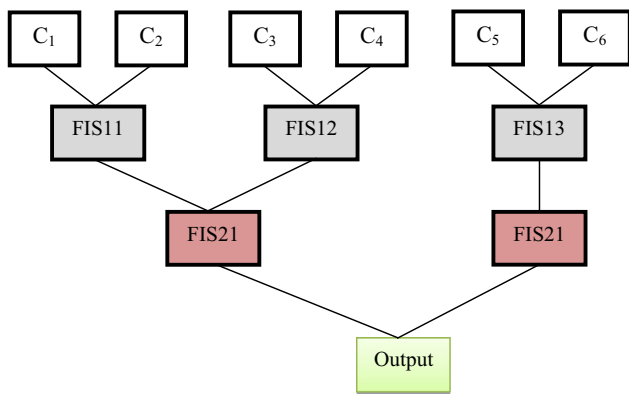 C1 C2 C3 C4 C5 C6
FIS11 FIS12 FIS13
FIS21 FIS21
Output